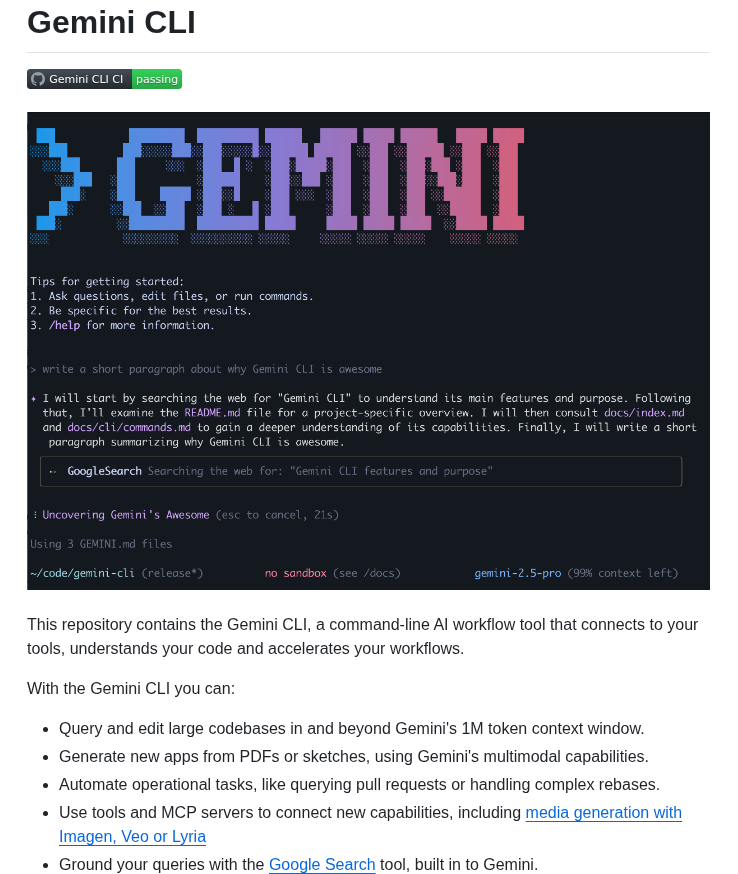 Gemini CLI
Gemini CLI CI passing
> GEMINI
Tips for getting started:
1. Ask questions, edit files, or run commands.
2. Be specific for the best results.
3. /help for more information.
> write a short paragraph about why Gemini CLI is awesome
✦ I will start by searching the web for "Gemini CLI" to understand its main features and purpose. Following
that, I'll examine the README.md file for a project-specific overview. I will then consult docs/index.md
and docs/cli/commands.md to gain a deeper understanding of its capabilities. Finally, I will write a short
paragraph summarizing why Gemini CLI is awesome.
GoogleSearch Searching the web for: "Gemini CLI features and purpose"
Uncovering Gemini's Awesome (esc to cancel, 21s)
Using 3 GEMINI.md files
~/code/gemini-cli (release*) no sandbox (see /docs) gemini-2.5-pro (99% context left)
This repository contains the Gemini CLI, a command-line AI workflow tool that connects to your
tools, understands your code and accelerates your workflows.
With the Gemini CLI you can:
• Query and edit large codebases in and beyond Gemini's 1M token context window.
• Generate new apps from PDFs or sketches, using Gemini's multimodal capabilities.
• Automate operational tasks, like querying pull requests or handling complex rebases.
• Use tools and MCP servers to connect new capabilities, including media generation with
Imagen, Veo or Lyria
• Ground your queries with the Google Search tool, built in to Gemini.